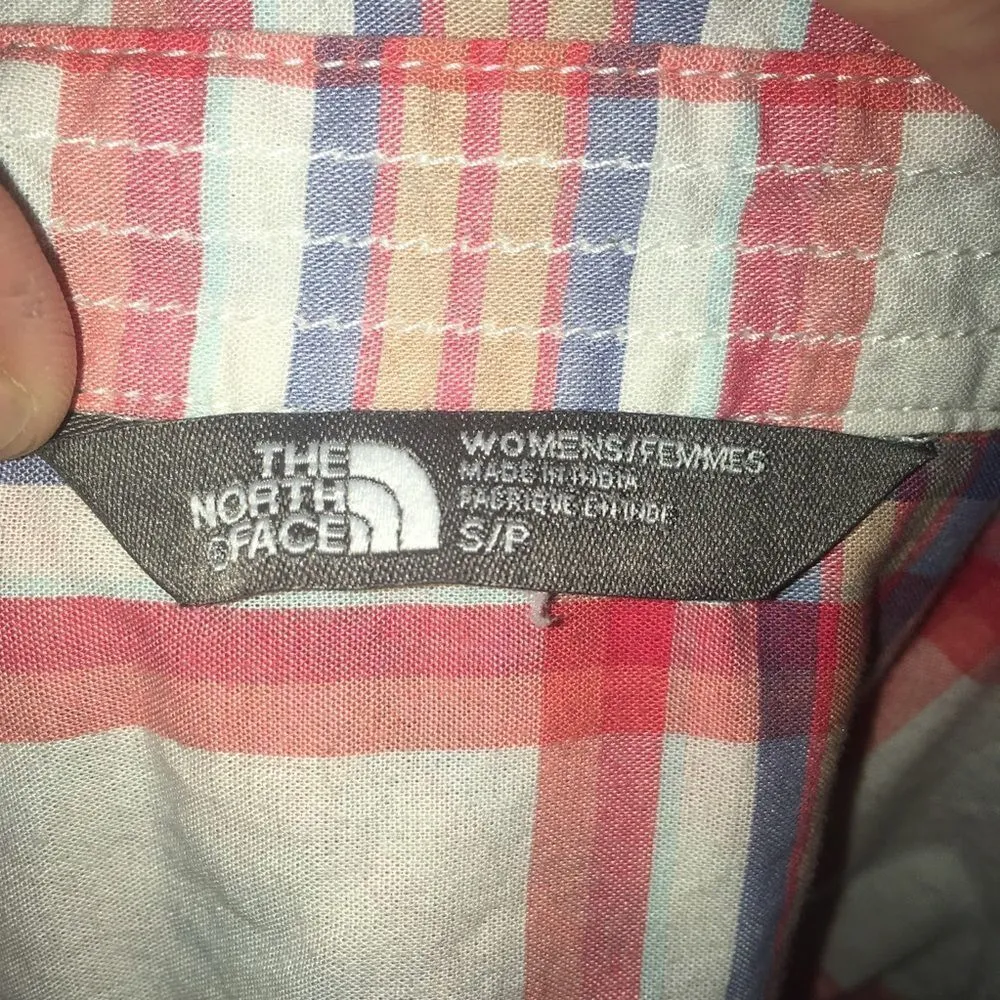 THE
NORTH
FACE
WOMENS/FEMMES
MADE IN INDIA
FABRIQUE EN INDE
S/P